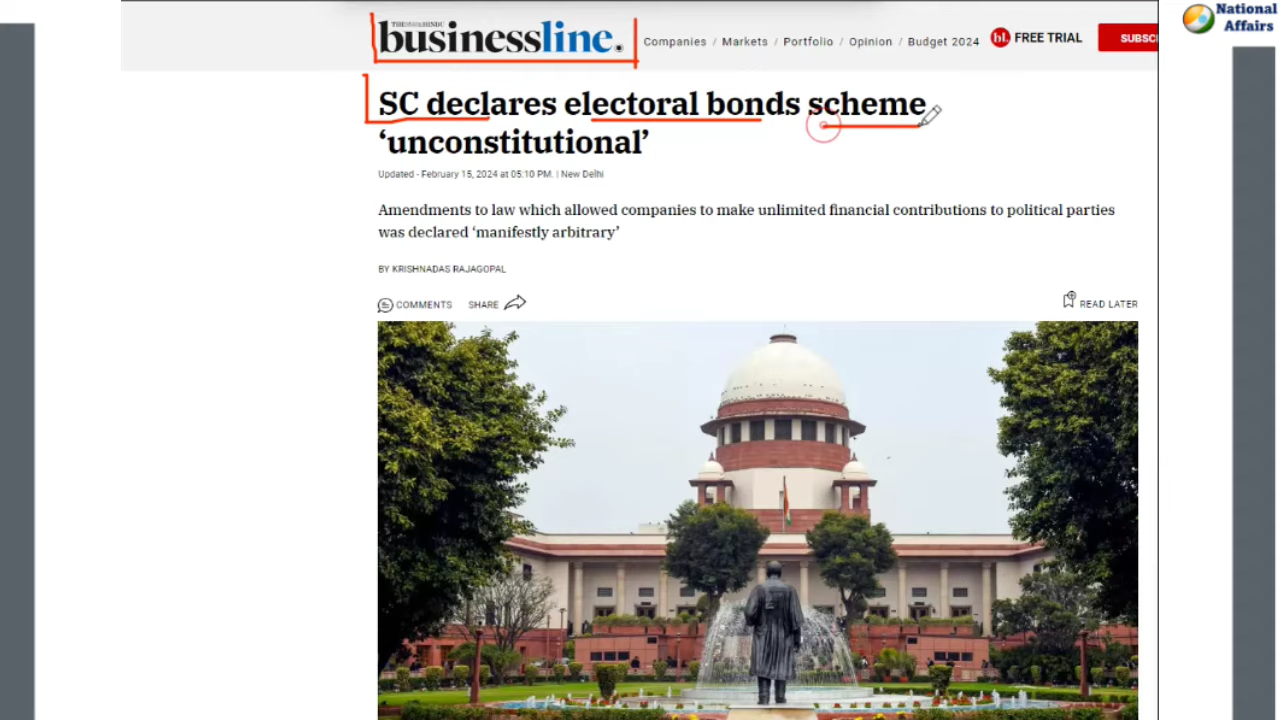 National
Affairs
THE HINDU
businessline.
Companies / Markets / Portfolio / Opinion / Budget 2024
bl. FREE TRIAL
SUBSC
SC declares electoral bonds scheme
‘unconstitutional’
Updated - February 15, 2024 at 05:10 PM. | New Delhi
Amendments to law which allowed companies to make unlimited financial contributions to political parties
was declared ‘manifestly arbitrary’
BY KRISHNADAS RAJAGOPAL
COMMENTS SHARE
READ LATER